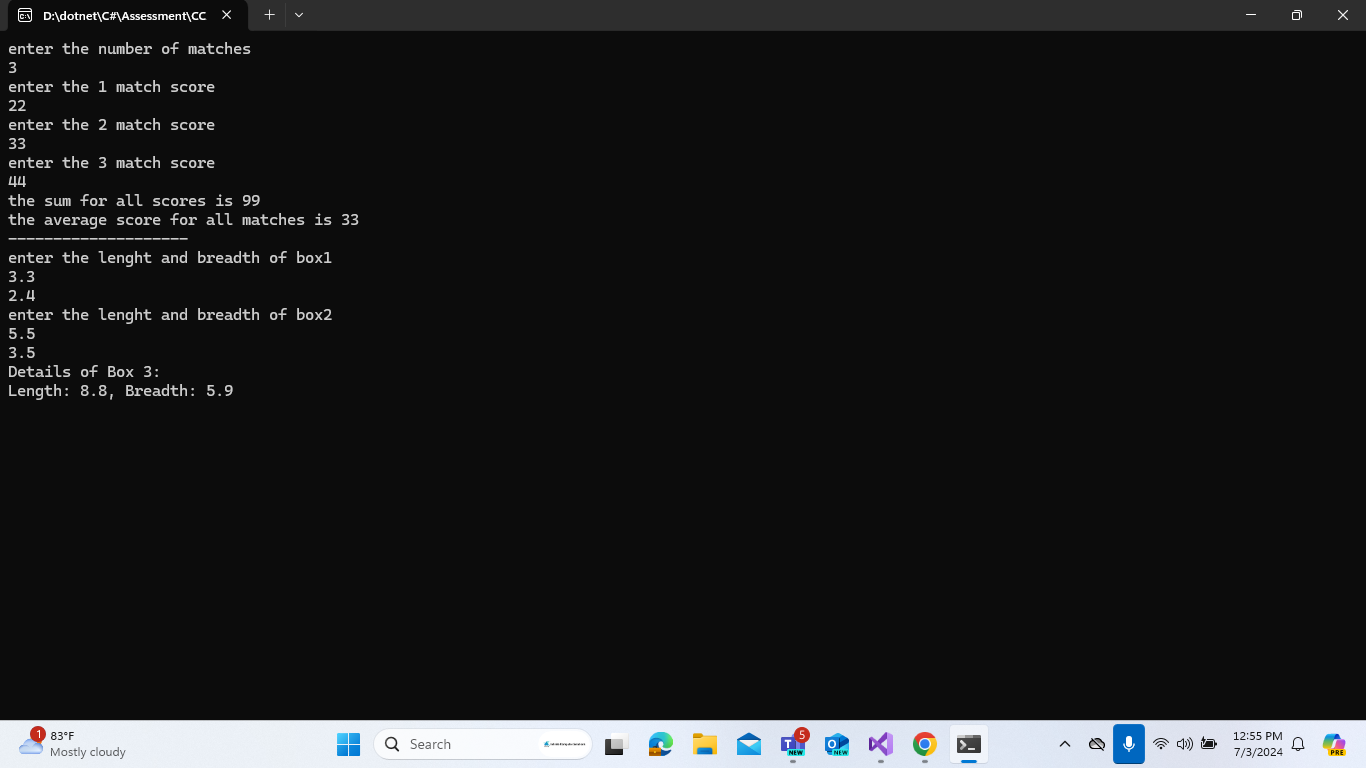 D:\dotnet\C#\Assessment\CC
enter the number of matches
3
enter the 1 match score
22
enter the 2 match score
33
enter the 3 match score
44
the sum for all scores is 99
the average score for all matches is 33
--------------------
enter the lenght and breadth of box1
3.3
2.4
enter the lenght and breadth of box2
5.5
3.5
Details of Box 3:
Length: 8.8, Breadth: 5.9
1
83°F
Mostly cloudy
Search
5
NEW
NEW
12:55 PM
7/3/2024
PRE